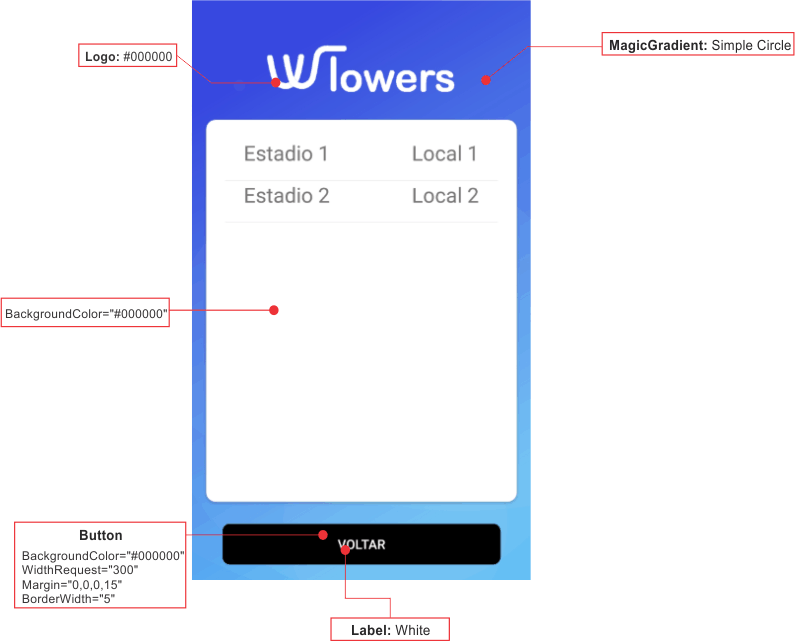 MagicGradient: Simple Circle
Logo: #000000
Wflowers
Estadio 1 Local 1
Estadio 2 Local 2
BackgroundColor="#000000"
Button
BackgroundColor="#000000"
WidthRequest="300"
Margin="0,0,0,15"
BorderWidth="5"
VOLTAR
Label: White